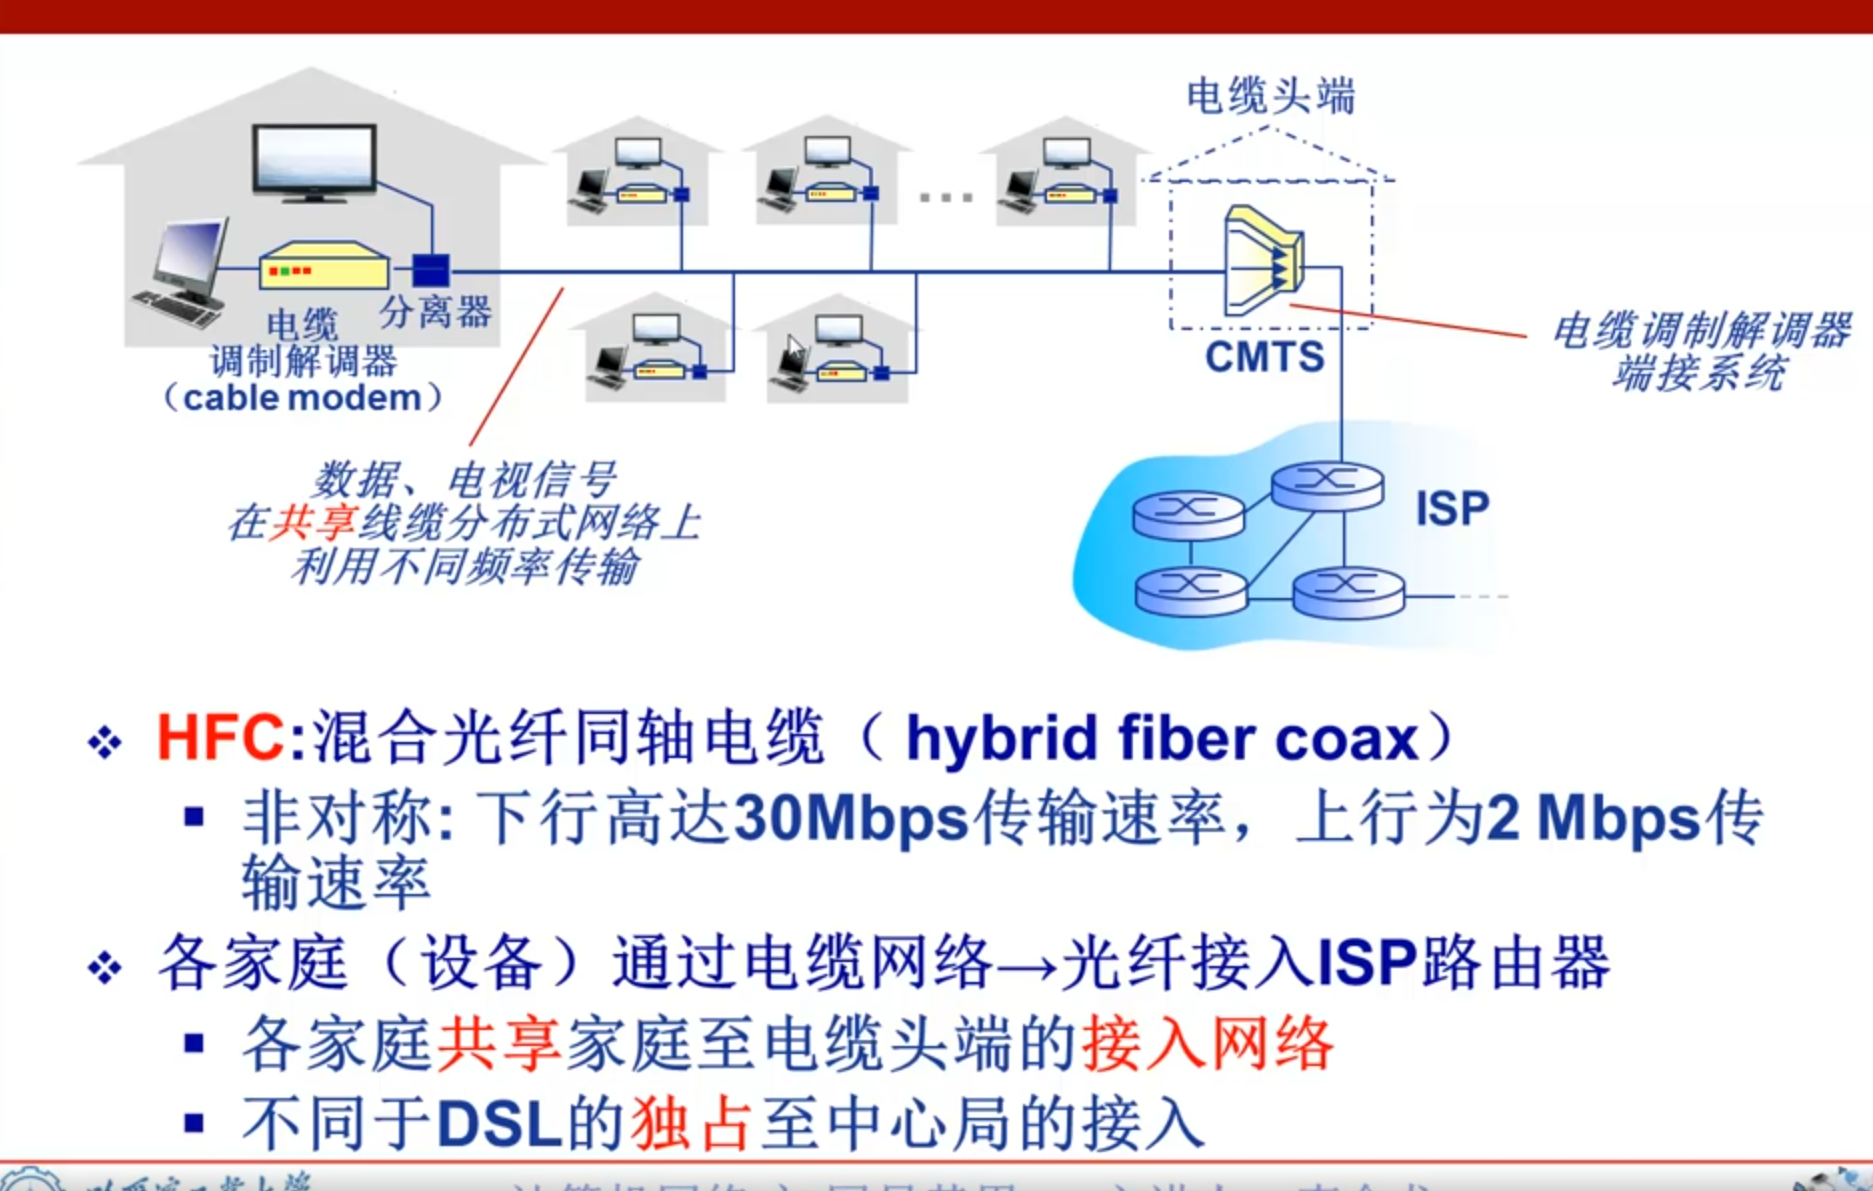 电缆头端
电缆
调制解调器
（cable modem）
分离器
CMTS
电缆调制解调器
端接系统
数据、电视信号
在共享线缆分布式网络上
利用不同频率传输
ISP
HFC:混合光纤同轴电缆（ hybrid fiber coax）
非对称: 下行高达30Mbps传输速率，上行为2 Mbps传
输速率
各家庭（设备）通过电缆网络→光纤接入ISP路由器
各家庭共享家庭至电缆头端的接入网络
不同于DSL的独占至中心局的接入